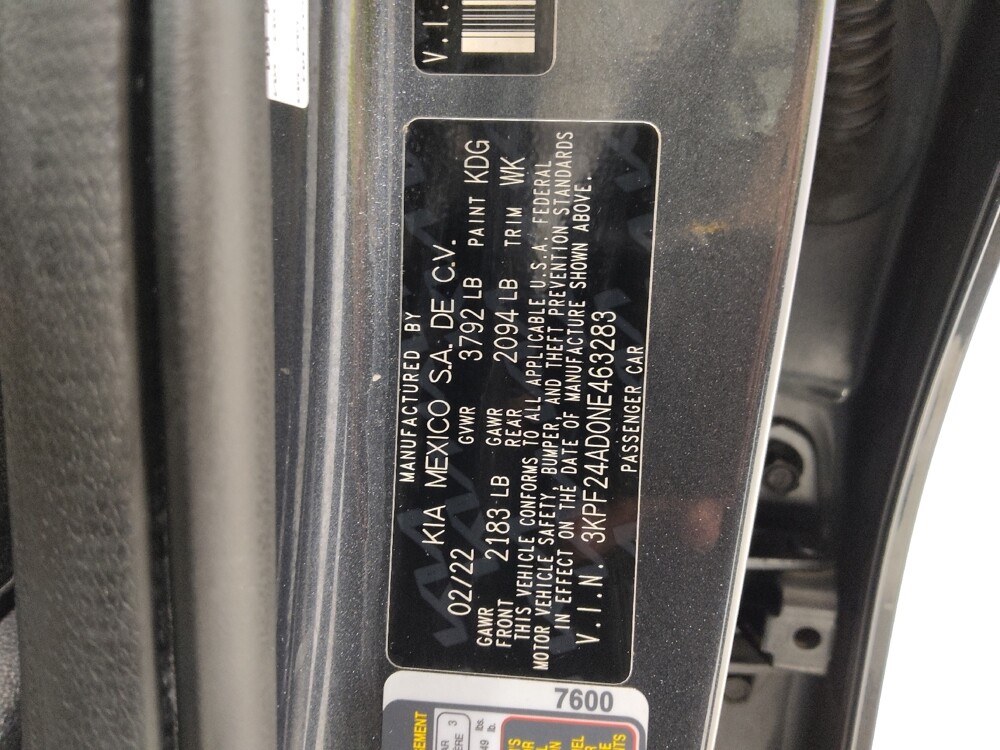 MANUFACTURED BY
KIA MEXICO S.A. DE C.V.
02/22 GVWR 3792 LB PAINT KDG
GAWR FRONT 2183 LB GAWR REAR 2094 LB TRIM WK
THIS VEHICLE CONFORMS TO ALL APPLICABLE U.S.A. FEDERAL
MOTOR VEHICLE SAFETY, BUMPER, AND THEFT PREVENTION STANDARDS
IN EFFECT ON THE DATE OF MANUFACTURE SHOWN ABOVE.
V.I.N. 3KPF24AD0NE463283
PASSENGER CAR
V.I.
7600